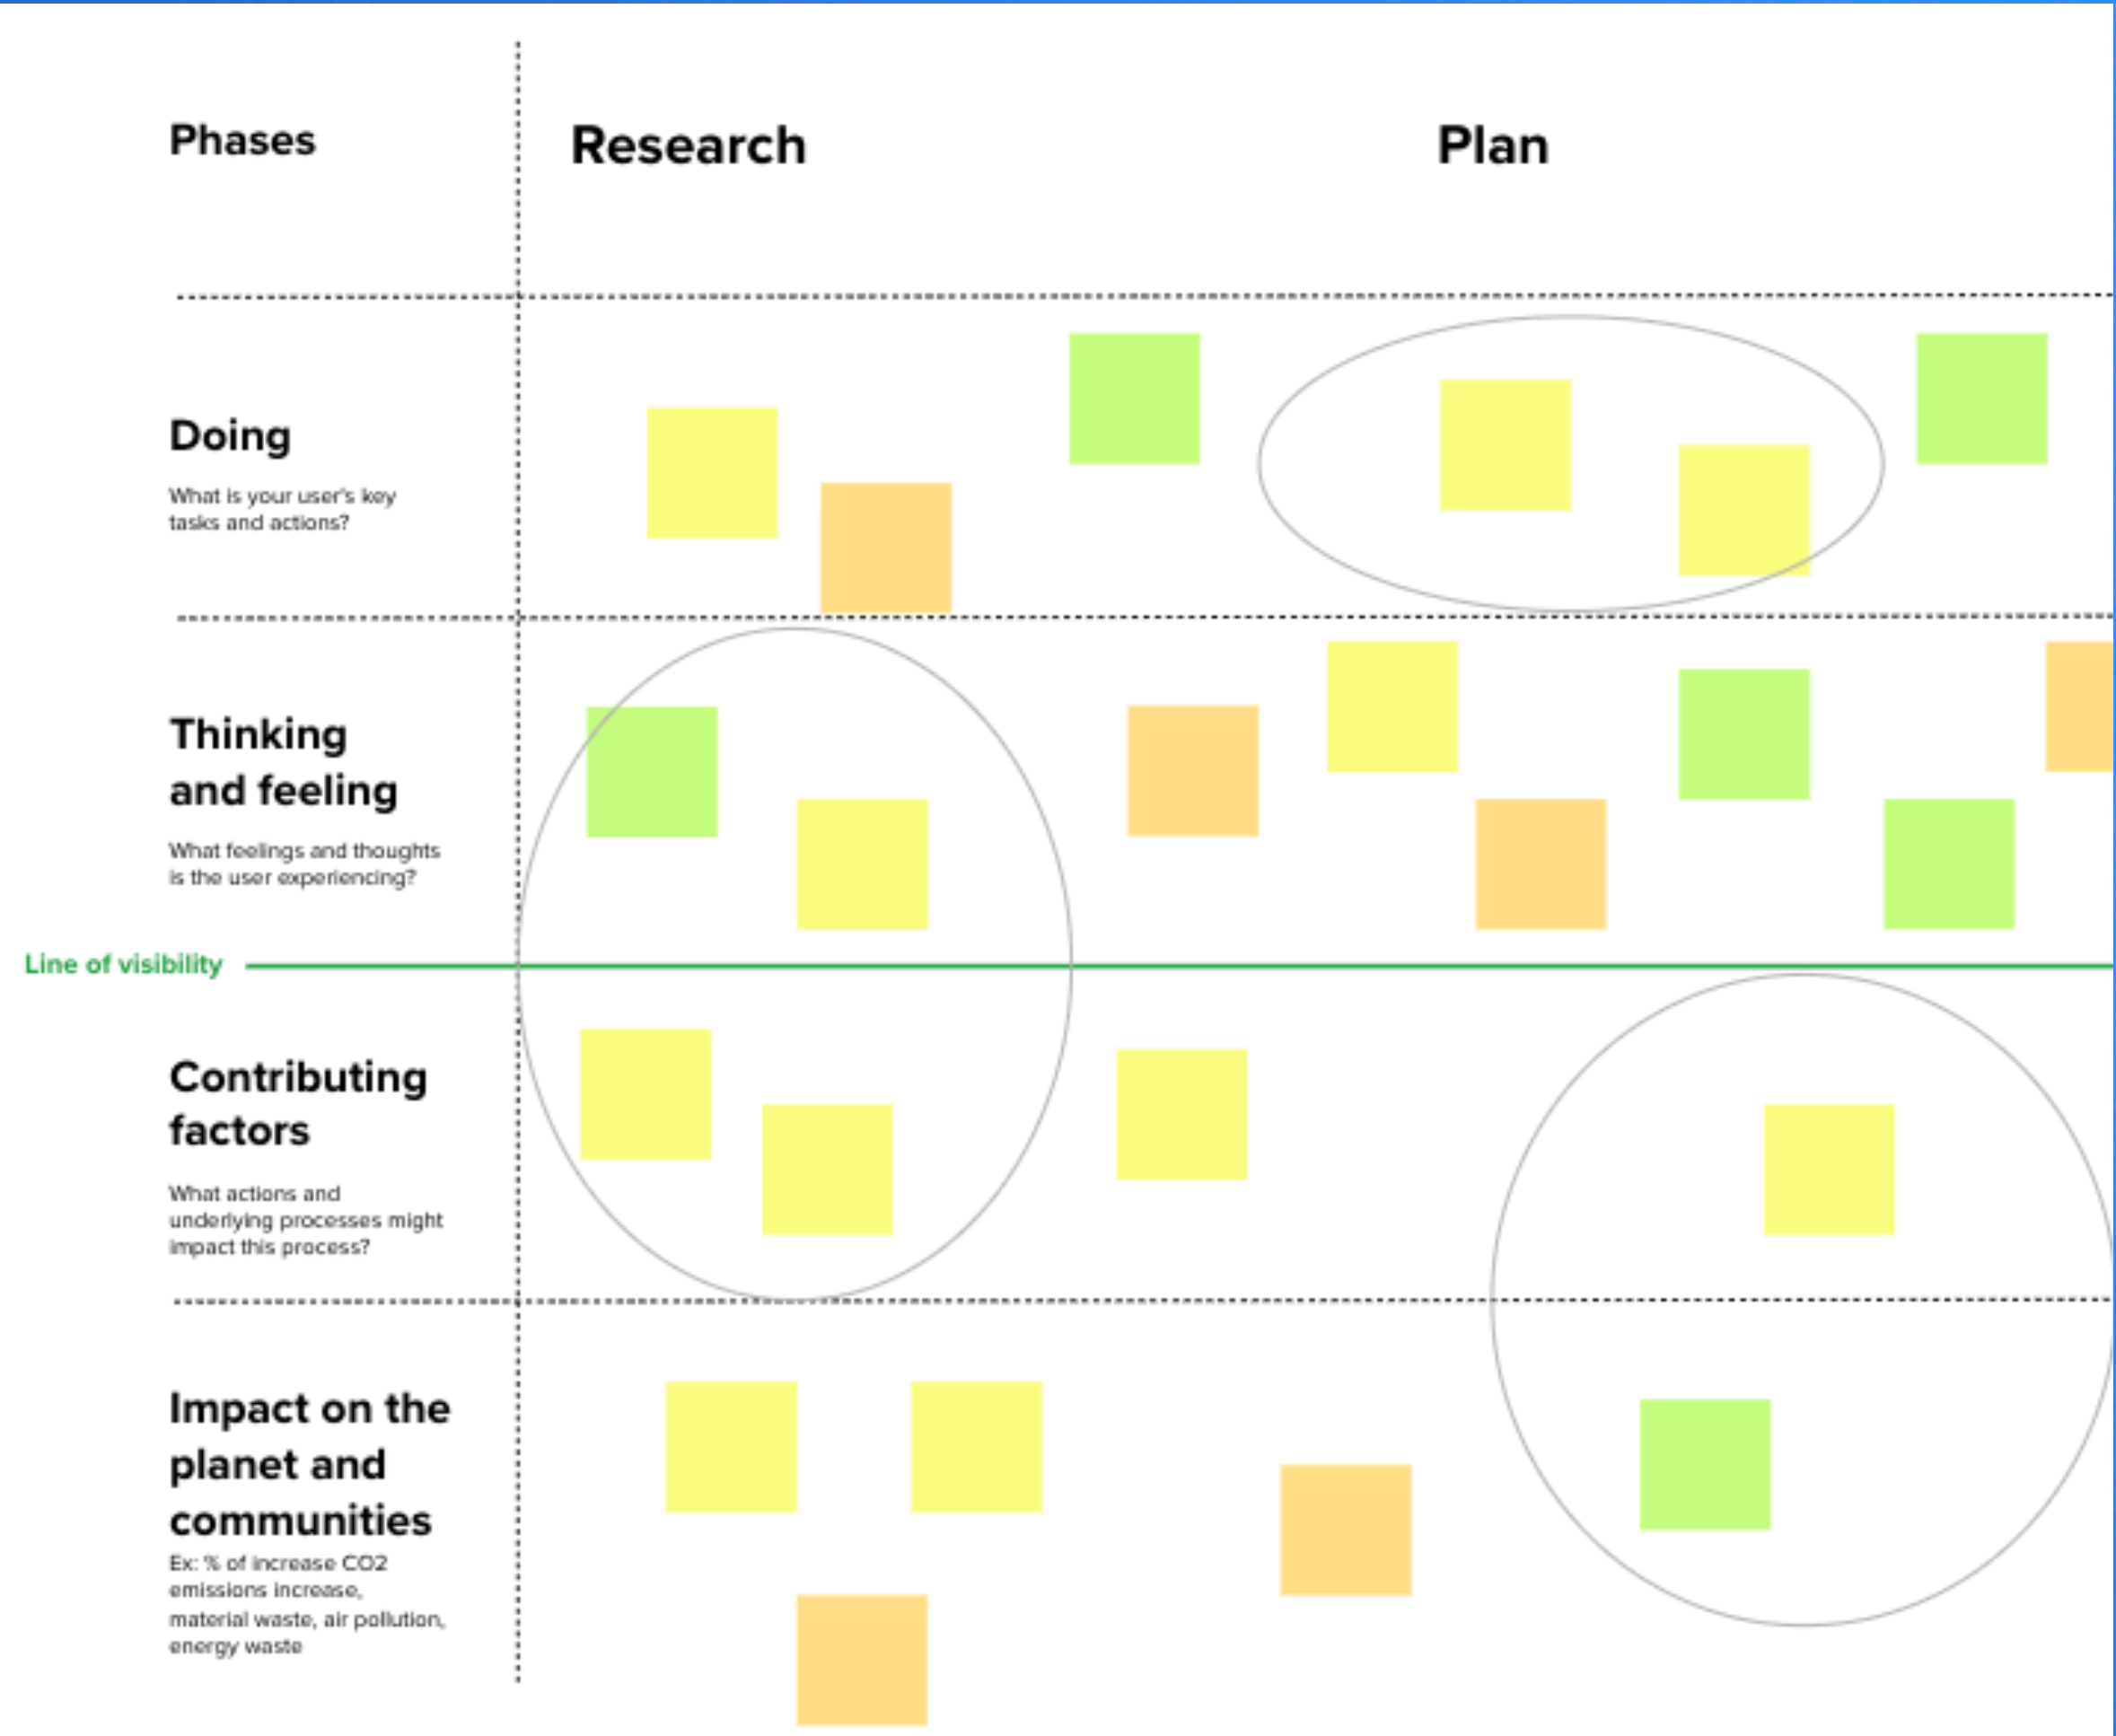 Phases
Research
Plan
Doing
What is your user's key
tasks and actions?
Thinking
and feeling
What feelings and thoughts
is the user experiencing?
Line of visibility
Contributing
factors
What actions and
underlying processes might
impact this process?
Impact on the
planet and
communities
Ex: % of increase CO2
emissions increase,
material waste, air pollution,
energy waste